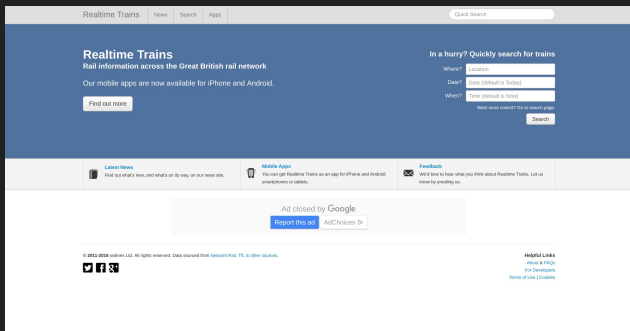 Realtime Trains
News
Search
Apps
Quick Search
Realtime Trains
Rail information across the Great British rail network
Our mobile apps are now available for iPhone and Android.
Find out more
In a hurry? Quickly search for trains
Where? Location
Date? Date (default is Today)
When? Time (default is Now)
Want more control? Go to search page.
Search
Latest News
Find out what's new, and what's on its way, on our news site.
Mobile Apps
You can get Realtime Trains as an app for iPhone and Android
smartphones or tablets.
Feedback
We'd love to hear what you think about Realtime Trains. Let us
know by emailing us.
Ad closed by Google
Report this ad
AdChoices
© 2011-2016 swlines Ltd. All rights reserved. Data sourced from Network Rail, TfL & other sources.
Helpful Links
About & FAQs
For Developers
Terms of Use | Cookies